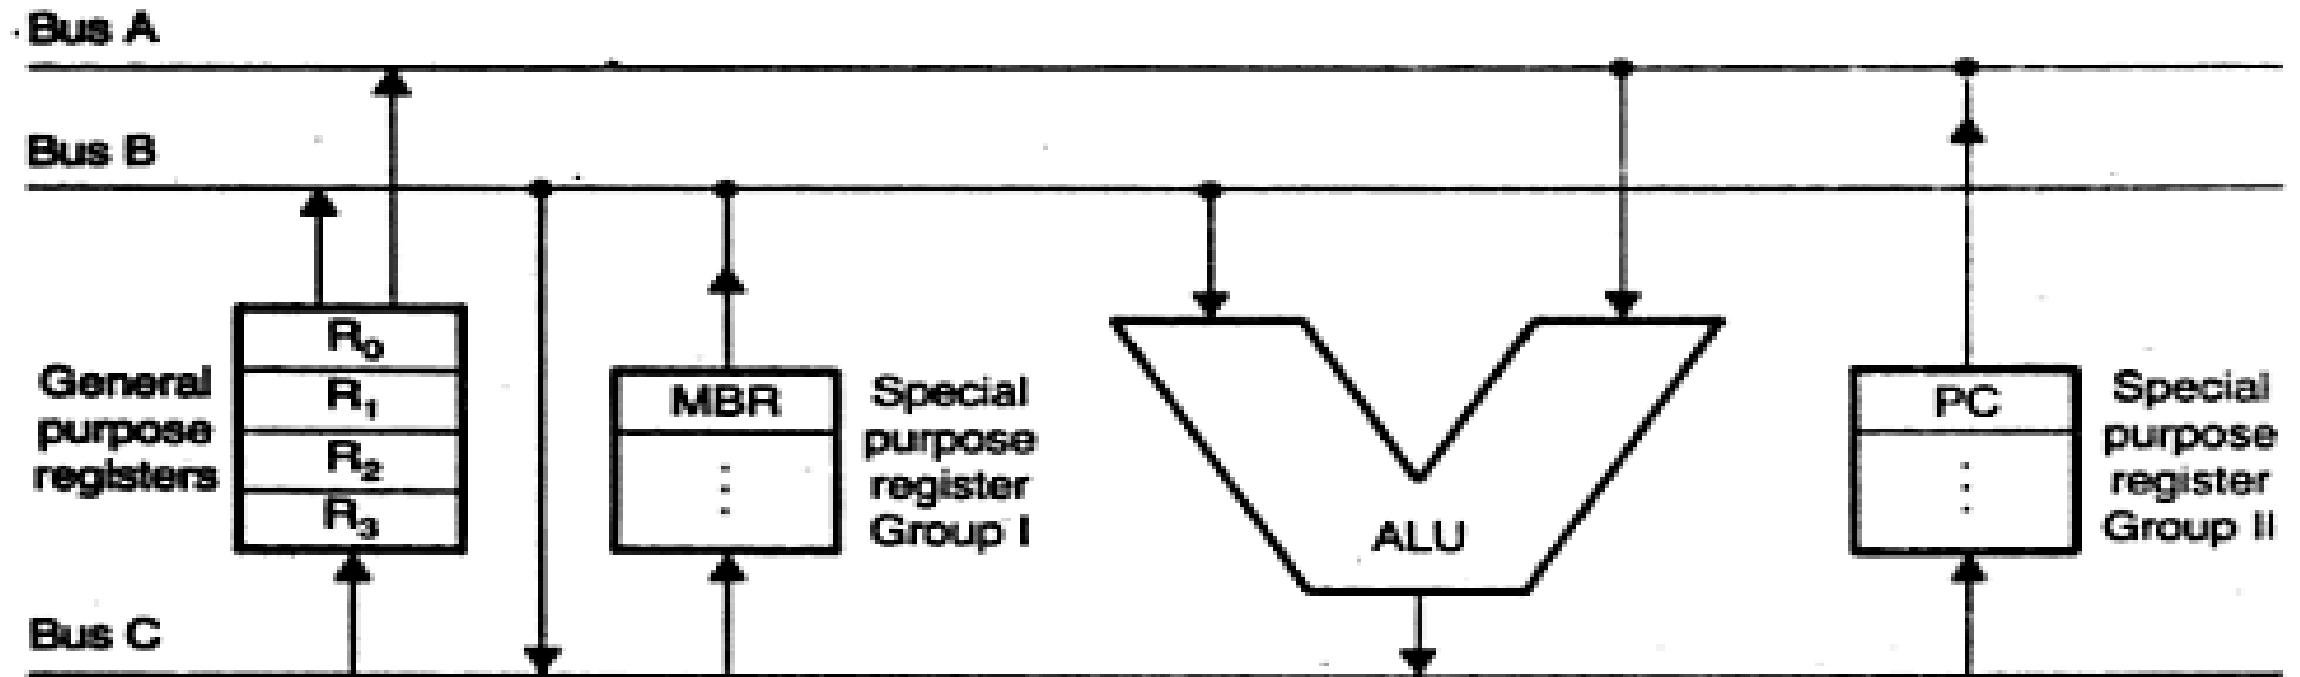 Bus A
Bus B
R₀
R₁
R₂
R₃
General
purpose
registers
MBR
Special
purpose
register
Group I
ALU
PC
Special
purpose
register
Group II
Bus C